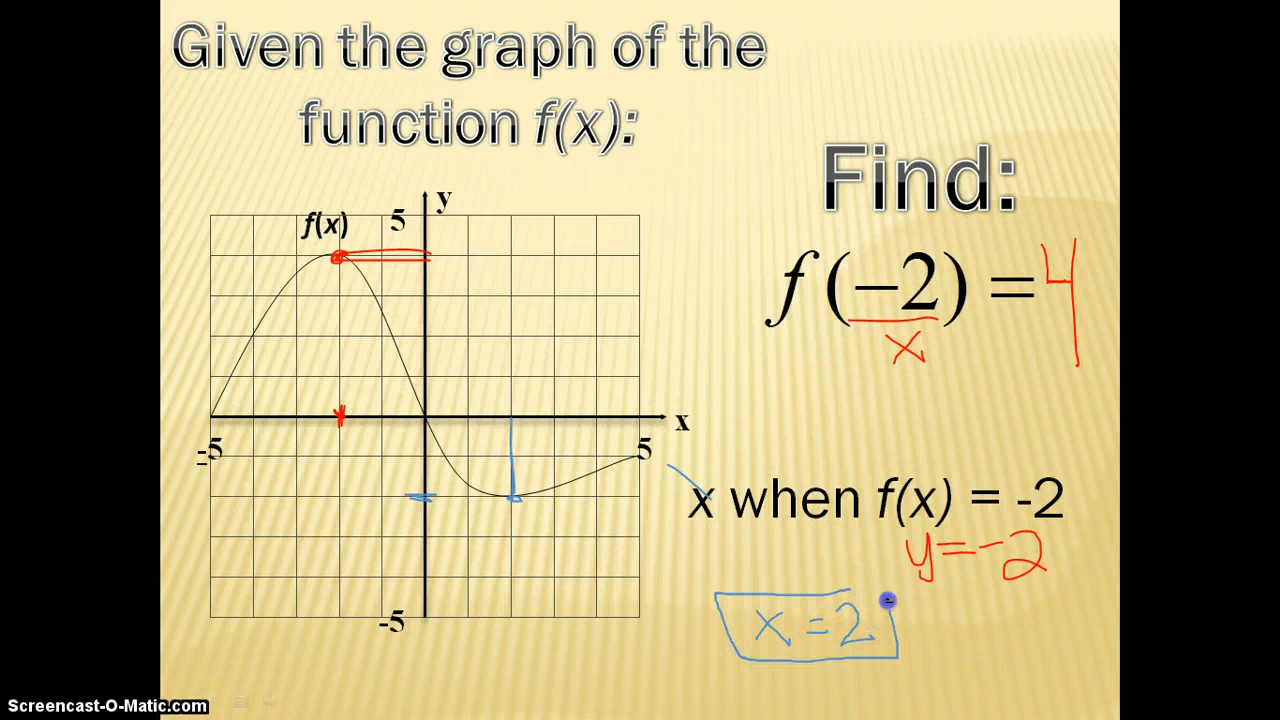 Given the graph of the
function f(x):
Find:
y
f(x)
5
f(−2) = 4
x
x
-5
5
x when f(x) = -2
y = -2
x = 2
-5
Screencast-O-Matic.com